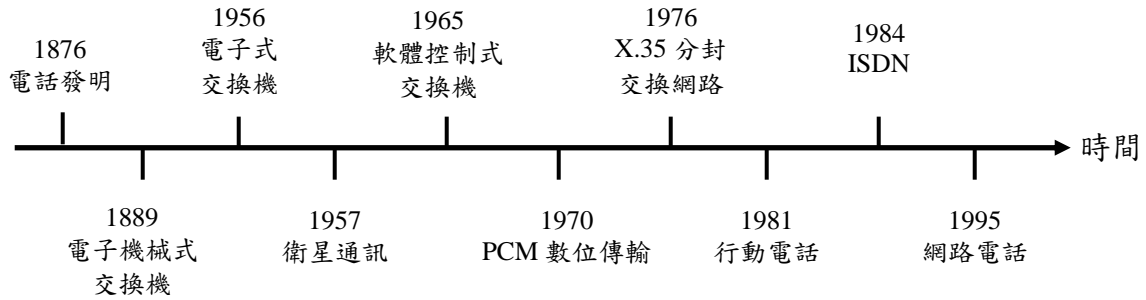 1876
電話發明
1956
電子式
交換機
1965
軟體控制式
交換機
1976
X.35 分封
交換網路
1984
ISDN
時間
1889
電子機械式
交換機
1957
衛星通訊
1970
PCM 數位傳輸
1981
行動電話
1995
網路電話